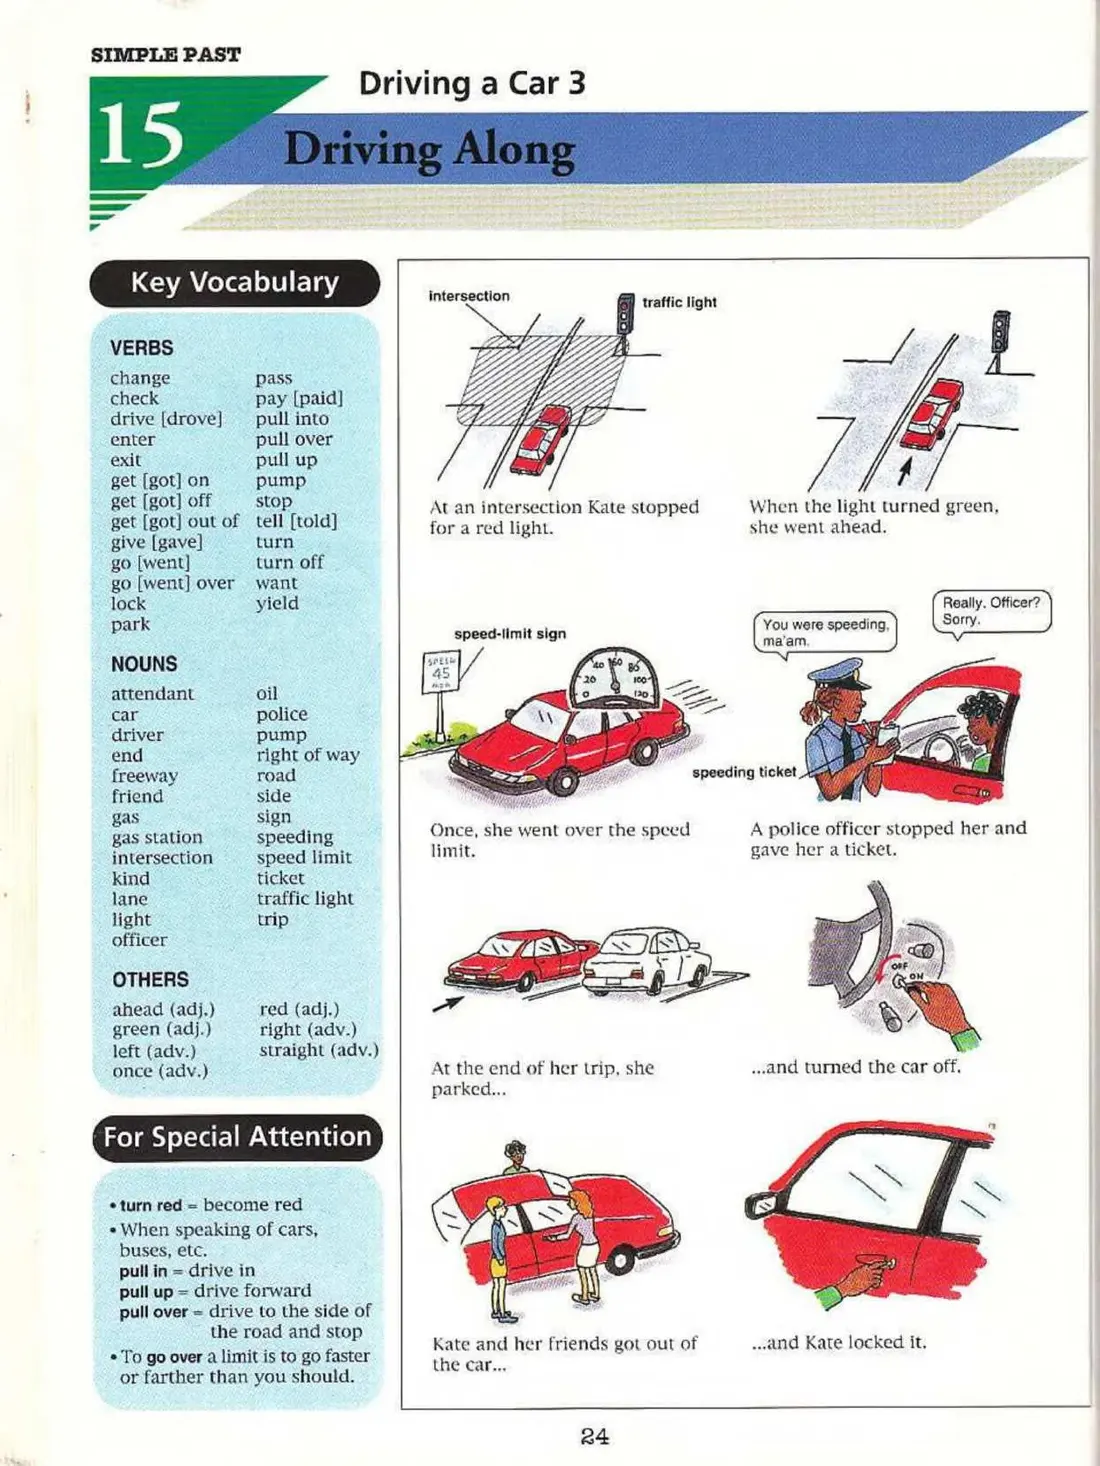 SIMPLE PAST
15
Driving a Car 3
Driving Along
Key Vocabulary
VERBS
change
check
drive [drove]
enter
exit
get [got] on
get [got] off
get [got] out of
give [gave]
go [went]
go [went] over
lock
park
pass
pay [paid]
pull into
pull over
pull up
pump
stop
tell [told]
turn
turn off
want
yield
NOUNS
attendant
car
driver
end
freeway
friend
gas
gas station
intersection
kind
lane
light
officer
oil
police
pump
right of way
road
side
sign
speeding
speed limit
ticket
traffic light
trip
OTHERS
ahead (adj.)
green (adj.)
left (adv.)
once (adv.)
red (adj.)
right (adv.)
straight (adv.)
For Special Attention
• turn red = become red
• When speaking of cars,
buses, etc.
pull in = drive in
pull up = drive forward
pull over = drive to the side of
the road and stop
• To go over a limit is to go faster
or farther than you should.
intersection
traffic light
At an intersection Kate stopped
for a red light.
When the light turned green,
she went ahead.
speed-limit sign
SPEED
45
0
20
40
60
80
100
120
Once, she went over the speed
limit.
You were speeding,
ma'am.
Really, Officer?
Sorry.
speeding ticket
A police officer stopped her and
gave her a ticket.
At the end of her trip, she
parked...
OFF
ON
...and turned the car off.
Kate and her friends got out of
the car...
...and Kate locked it.
24